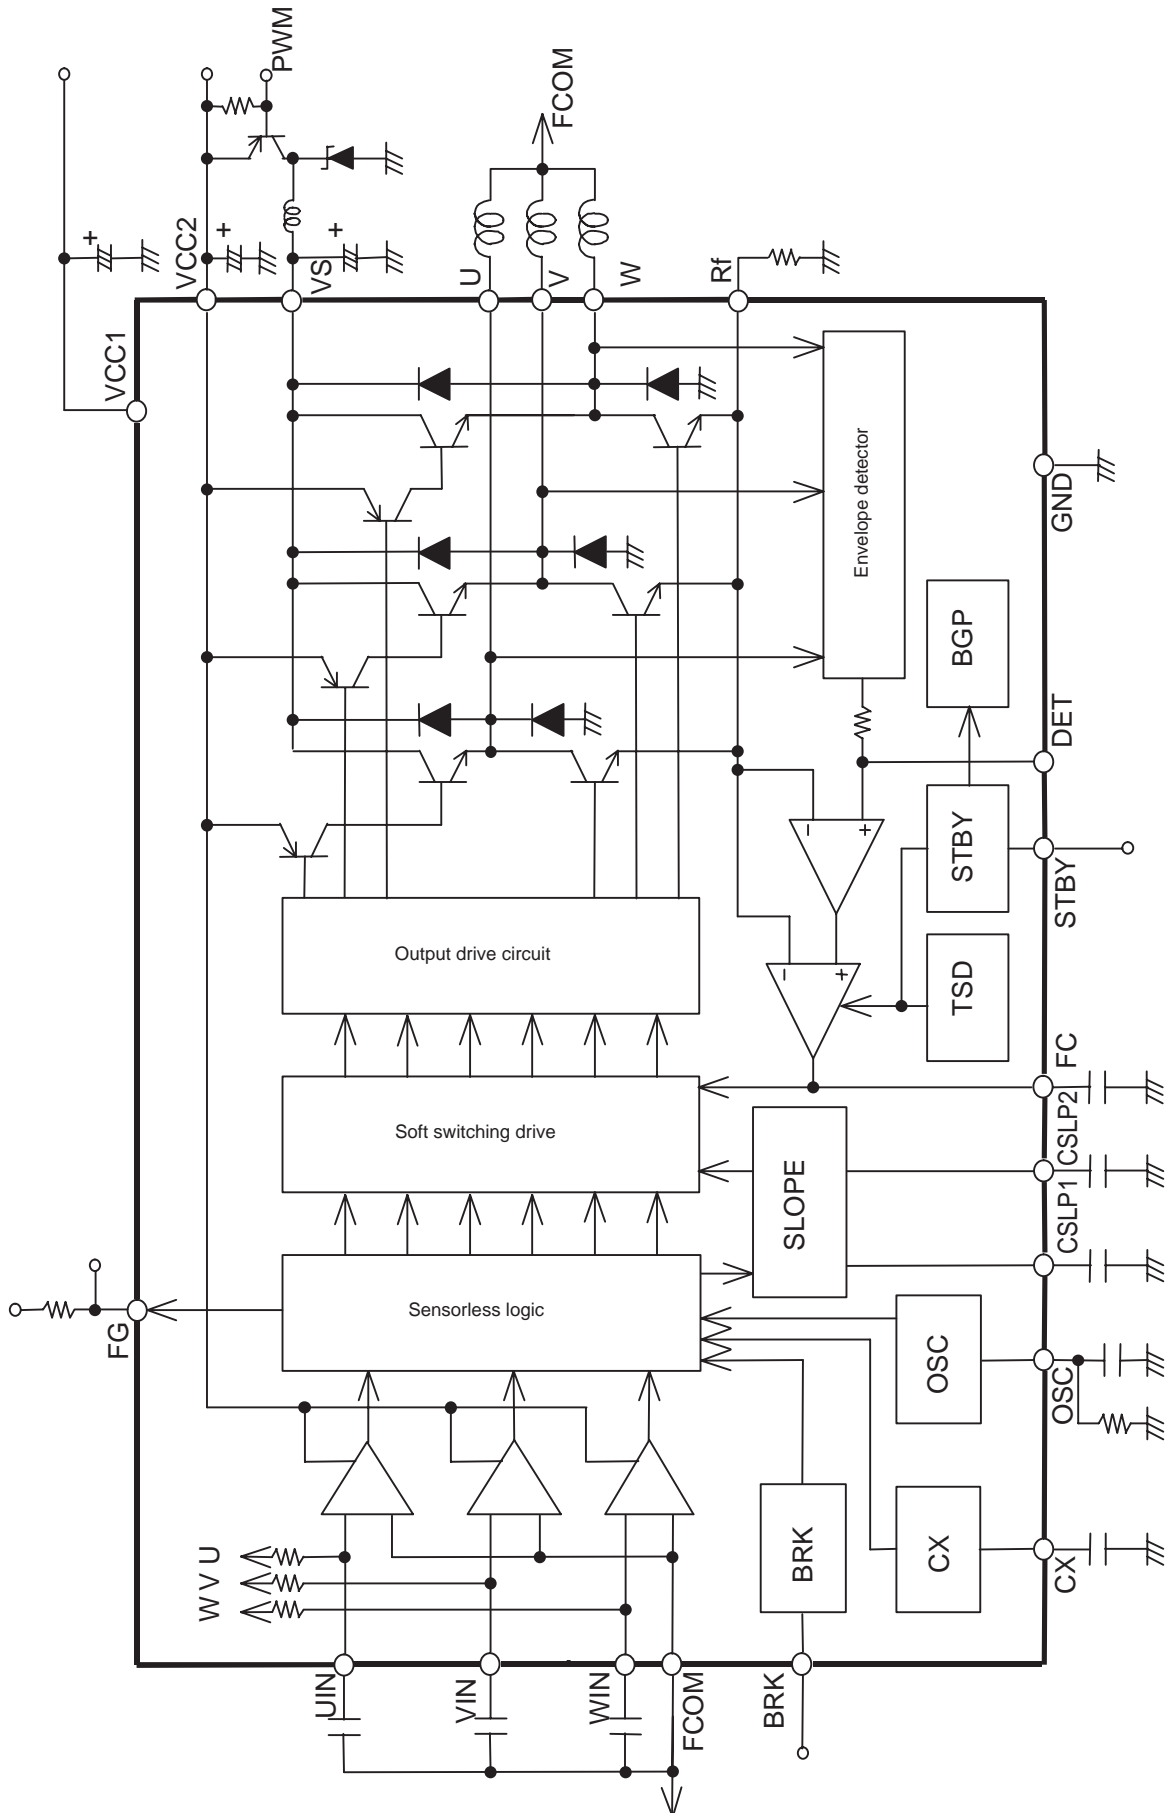 PWM
VCC2
VS
VCC1
FCOM
U
V
W
Rf
Envelope detector
GND
BGP
DET
STBY
STBY
TSD
Output drive circuit
FC
CSLP2
CSLP1
Soft switching drive
SLOPE
Sensorless logic
FG
OSC
OSC
BRK
CX
CX
W V U
UIN
VIN
WIN
FCOM
BRK
+
+
+
−
+
−
+